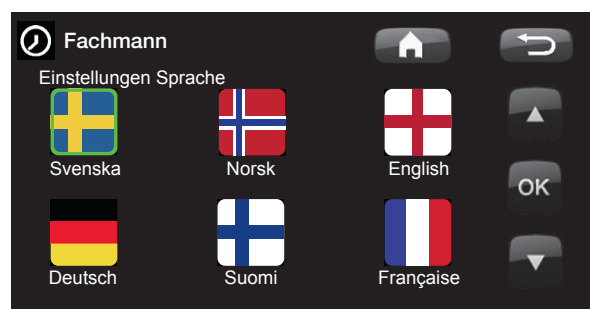 Fachmann
Einstellungen Sprache
Svenska Norsk English
OK
Deutsch Suomi Française